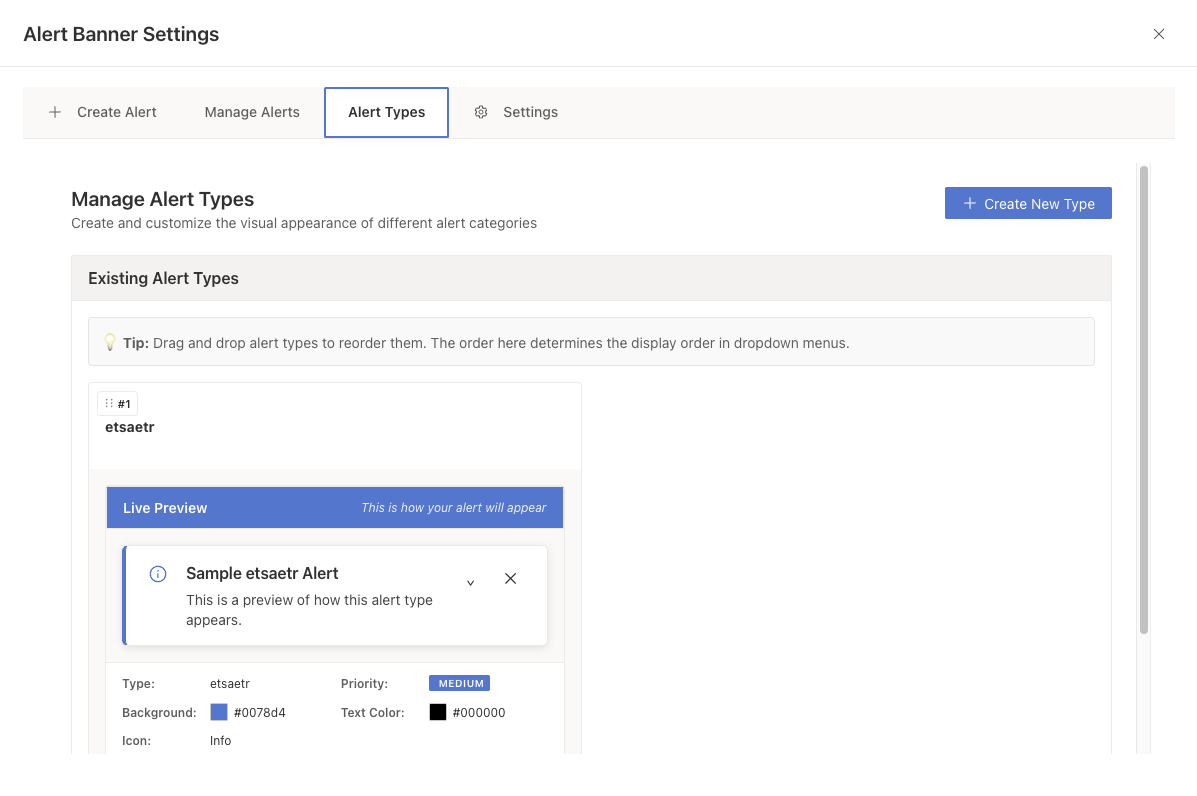 Alert Banner Settings
Create Alert
Manage Alerts
Alert Types
Settings
Manage Alert Types
Create and customize the visual appearance of different alert categories
Create New Type
Existing Alert Types
Tip: Drag and drop alert types to reorder them. The order here determines the display order in dropdown menus.
#1
etsaetr
Live Preview
This is how your alert will appear
Sample etsaetr Alert
This is a preview of how this alert type
appears.
Type: etsaetr
Priority: MEDIUM
Background: #0078d4
Text Color: #000000
Icon: Info